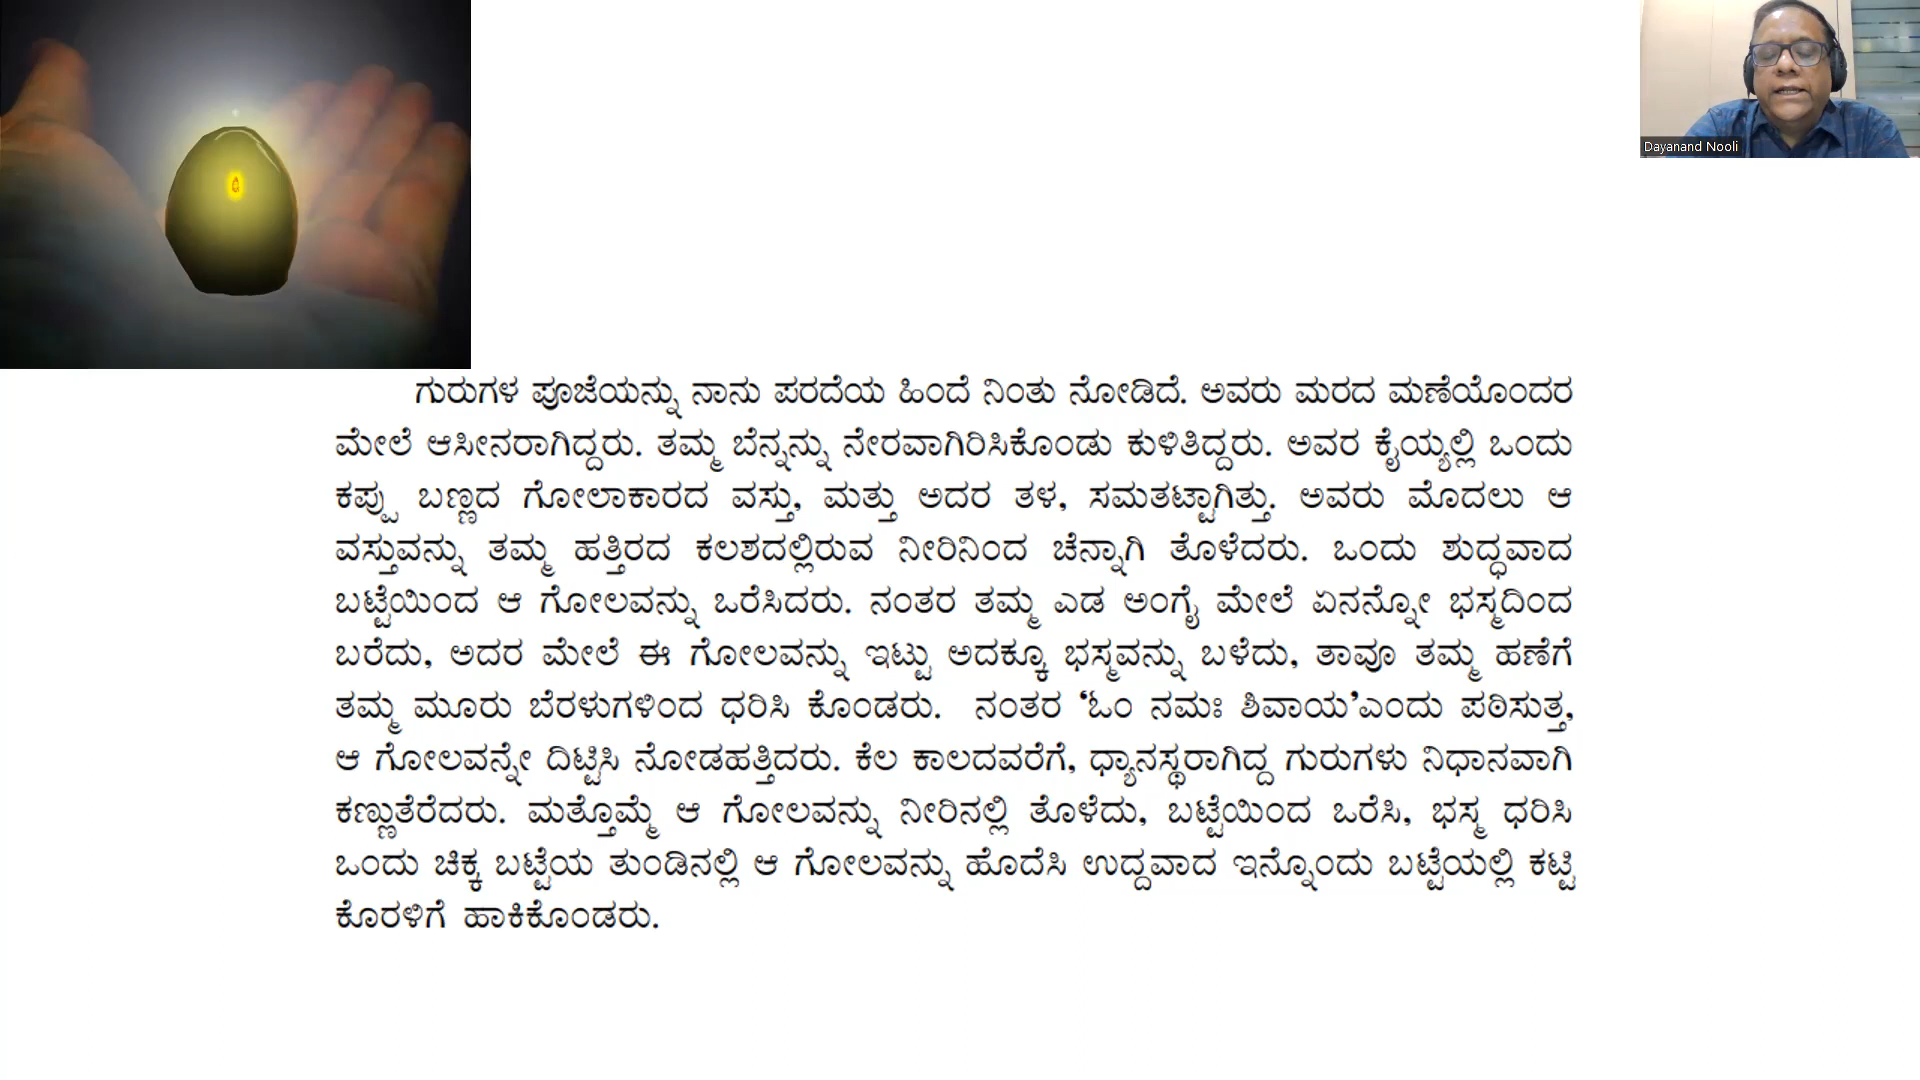 Dayanand Nooli
ಗುರುಗಳ ಪೂಜೆಯನ್ನು ನಾನು ಪರದೆಯ ಹಿಂದೆ ನಿಂತು ನೋಡಿದೆ. ಅವರು ಮರದ ಮಣೆಯೊಂದರ
ಮೇಲೆ ಆಸೀನರಾಗಿದ್ದರು. ತಮ್ಮ ಬೆನ್ನನ್ನು ನೇರವಾಗಿರಿಸಿಕೊಂಡು ಕುಳಿತಿದ್ದರು. ಅವರ ಕೈಯ್ಯಲ್ಲಿ ಒಂದು
ಕಪ್ಪು ಬಣ್ಣದ ಗೋಲಾಕಾರದ ವಸ್ತು, ಮತ್ತು ಅದರ ತಳ, ಸಮತಟ್ಟಾಗಿತ್ತು. ಅವರು ಮೊದಲು ಆ
ವಸ್ತುವನ್ನು ತಮ್ಮ ಹತ್ತಿರದ ಕಲಶದಲ್ಲಿರುವ ನೀರಿನಿಂದ ಚೆನ್ನಾಗಿ ತೊಳೆದರು. ಒಂದು ಶುದ್ಧವಾದ
ಬಟ್ಟೆಯಿಂದ ಆ ಗೋಲವನ್ನು ಒರೆಸಿದರು. ನಂತರ ತಮ್ಮ ಎಡ ಅಂಗೈ ಮೇಲೆ ಏನನ್ನೋ ಭಸ್ಮದಿಂದ
ಬರೆದು, ಅದರ ಮೇಲೆ ಈ ಗೋಲವನ್ನು ಇಟ್ಟು ಅದಕ್ಕೂ ಭಸ್ಮವನ್ನು ಬಳೆದು, ತಾವೂ ತಮ್ಮ ಹಣೆಗೆ
ತಮ್ಮ ಮೂರು ಬೆರಳುಗಳಿಂದ ಧರಿಸಿ ಕೊಂಡರು. ನಂತರ ‘ಓಂ ನಮಃ ಶಿವಾಯ’ಎಂದು ಪಠಿಸುತ್ತ,
ಆ ಗೋಲವನ್ನೇ ದಿಟ್ಟಿಸಿ ನೋಡಹತ್ತಿದರು. ಕೆಲ ಕಾಲದವರೆಗೆ, ಧ್ಯಾನಸ್ಥರಾಗಿದ್ದ ಗುರುಗಳು ನಿಧಾನವಾಗಿ
ಕಣ್ಣುತೆರೆದರು. ಮತ್ತೊಮ್ಮೆ ಆ ಗೋಲವನ್ನು ನೀರಿನಲ್ಲಿ ತೊಳೆದು, ಬಟ್ಟೆಯಿಂದ ಒರೆಸಿ, ಭಸ್ಮ ಧರಿಸಿ
ಒಂದು ಚಿಕ್ಕ ಬಟ್ಟೆಯ ತುಂಡಿನಲ್ಲಿ ಆ ಗೋಲವನ್ನು ಹೊದೆಸಿ ಉದ್ದವಾದ ಇನ್ನೊಂದು ಬಟ್ಟೆಯಲ್ಲಿ ಕಟ್ಟಿ
ಕೊರಳಿಗೆ ಹಾಕಿಕೊಂಡರು.